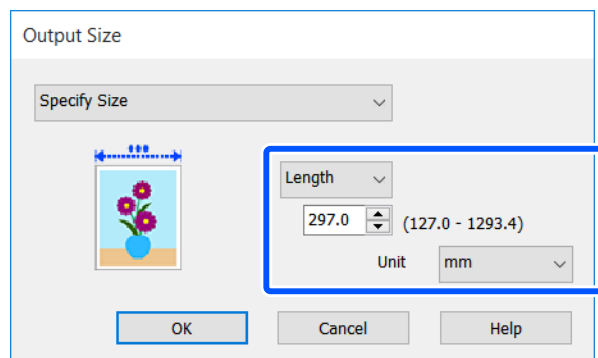 Output Size
Specify Size
Length
297.0 (127.0 - 1293.4)
Unit mm
OK Cancel Help